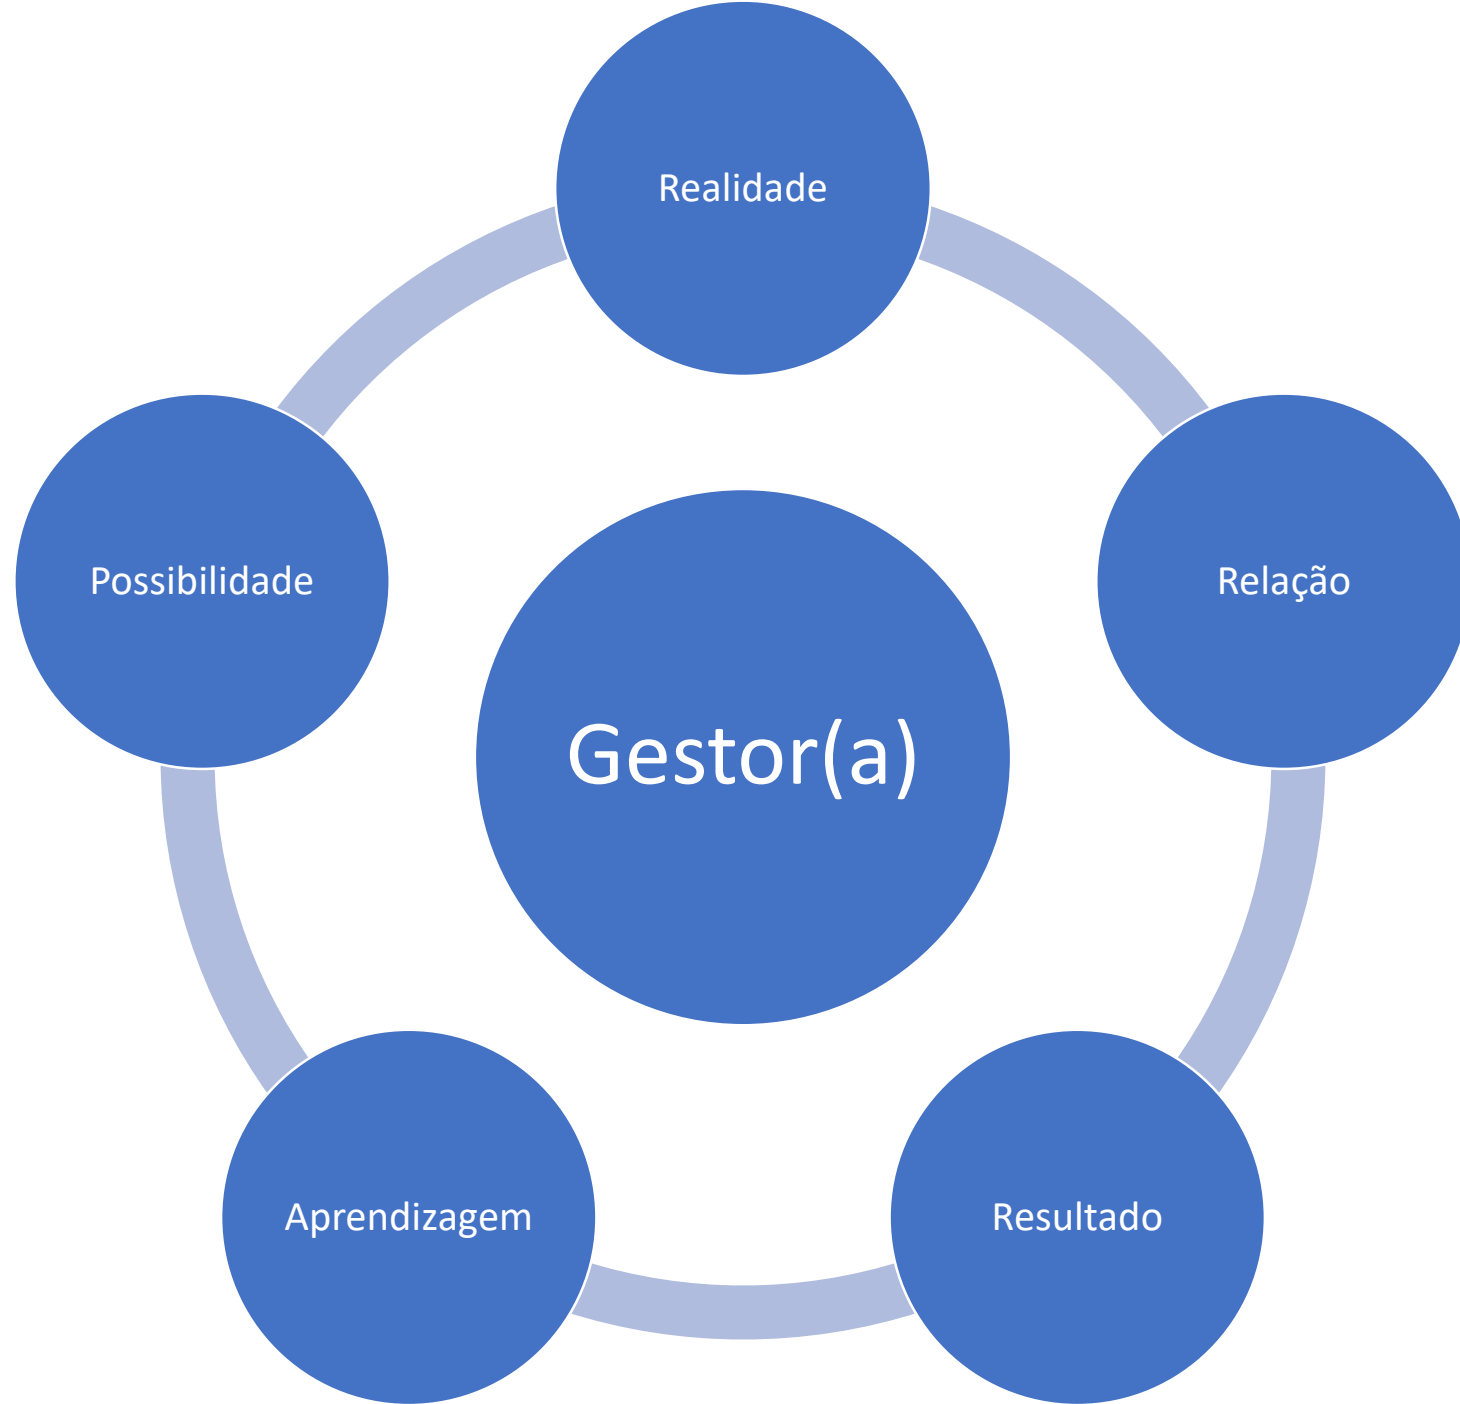 Realidade
Relação
Resultado
Aprendizagem
Possibilidade
Gestor(a)